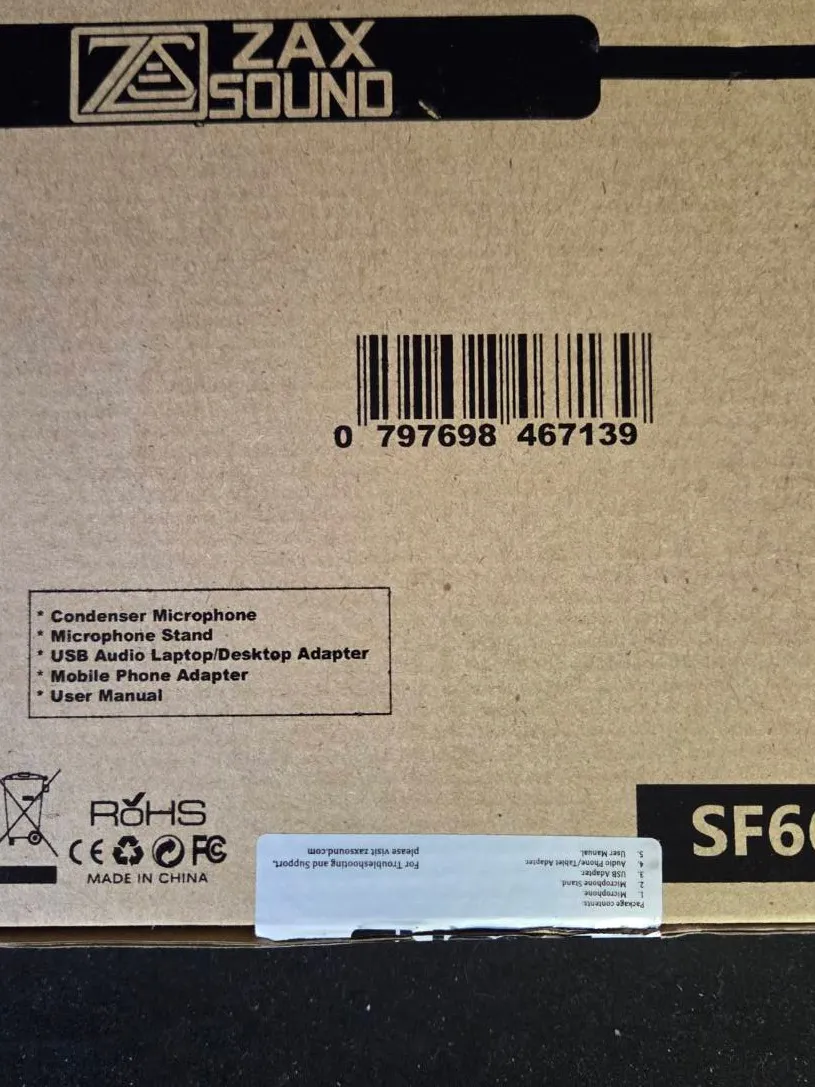 ZAX
SOUND
0 797698 467139
* Condenser Microphone
* Microphone Stand
* USB Audio Laptop/Desktop Adapter
* Mobile Phone Adapter
* User Manual
RoHS
CE FC
MADE IN CHINA
SF66
Package contents:
1. Microphone
2. Microphone Stand.
3. USB Adapter.
4. Audio Phone/Tablet Adapter.
5. User Manual.
For Troubleshooting and Support,
please visit zaxsound.com